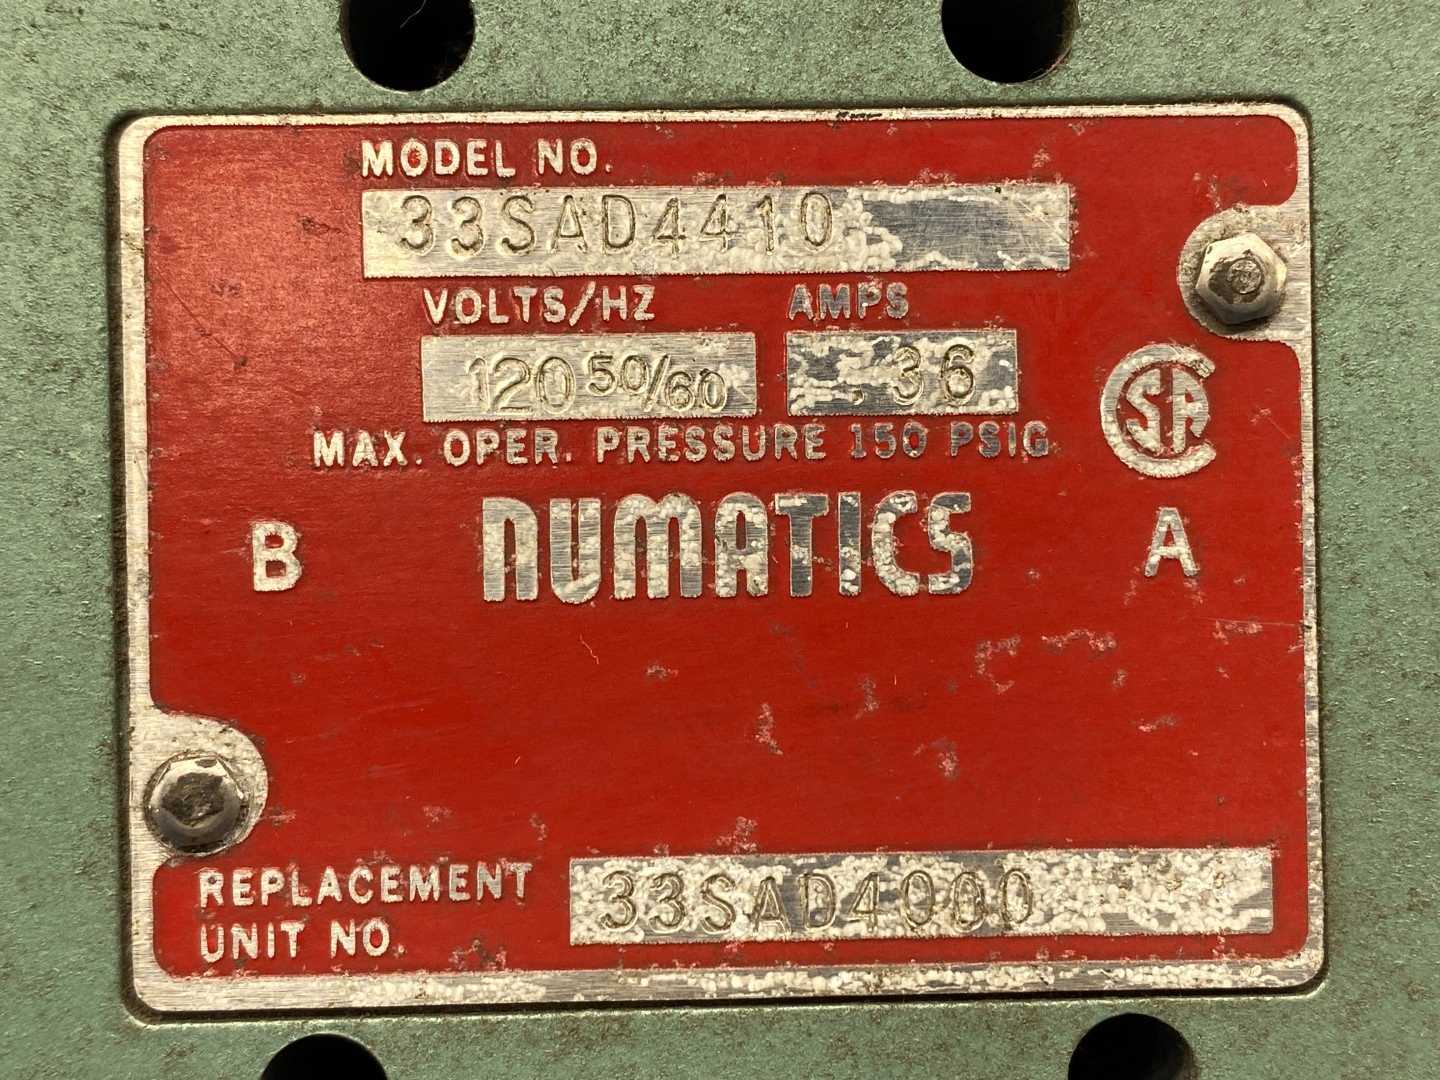 MODEL NO.
33SAD4410
VOLTS/HZ AMPS
120 50/60 .36
MAX. OPER. PRESSURE 150 PSIG
CSA
B NUMATICS A
REPLACEMENT
UNIT NO. 33SAD4000